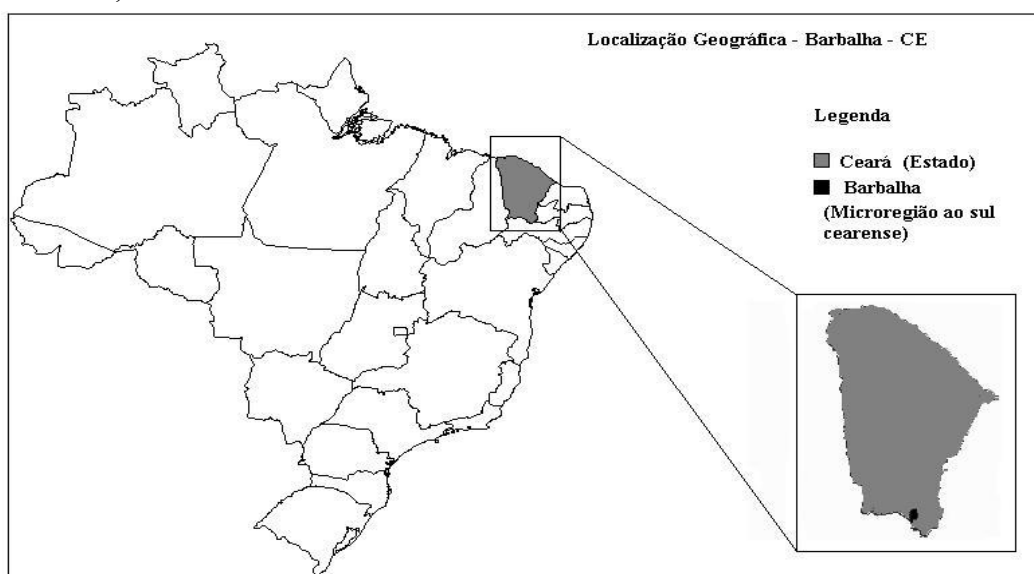 Localização Geográfica - Barbalha - CE
Legenda
Ceará (Estado)
Barbalha
(Microregião ao sul
cearense)